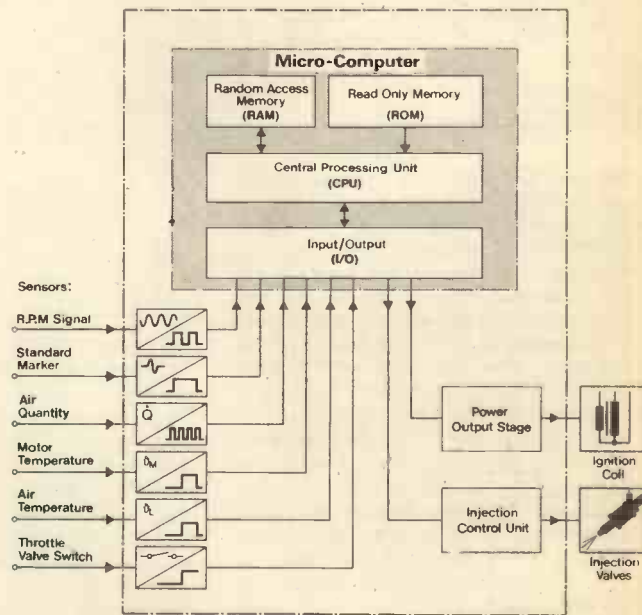 Micro-Computer
Random Access
Memory
(RAM)
Read Only Memory
(ROM)
Central Processing Unit
(CPU)
Input/Output
(I/O)
Sensors:
R.P.M Signal
Standard
Marker
Air
Quantity
Q̇
Motor
Temperature
ϑM
Air
Temperature
ϑL
Throttle
Valve Switch
Power
Output Stage
Ignition
Coil
Injection
Control Unit
Injection
Valves